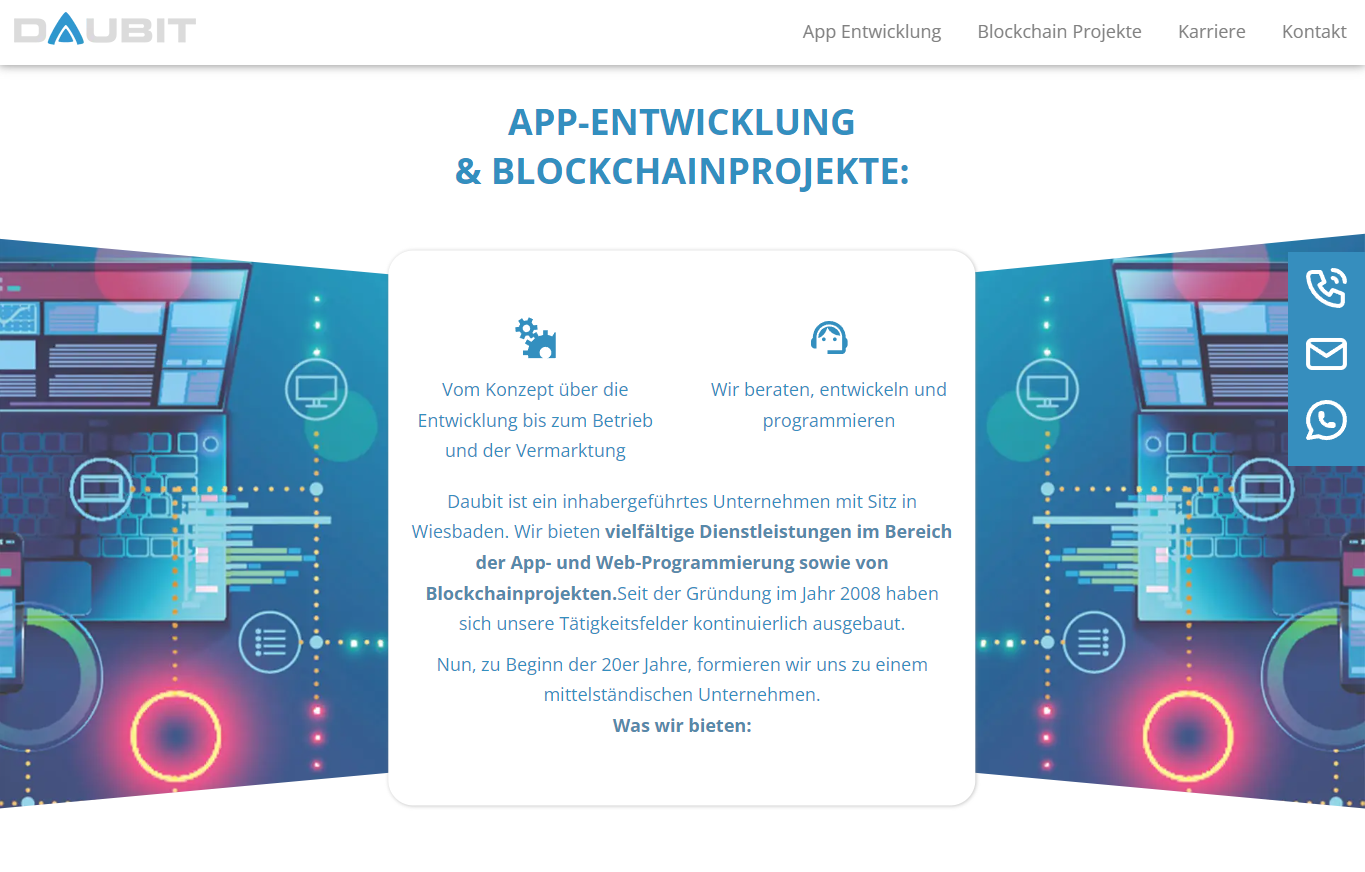 DAUBIT
App Entwicklung
Blockchain Projekte
Karriere
Kontakt
APP-ENTWICKLUNG
& BLOCKCHAINPROJEKTE:
Vom Konzept über die
Entwicklung bis zum Betrieb
und der Vermarktung
Wir beraten, entwickeln und
programmieren
Daubit ist ein inhabergeführtes Unternehmen mit Sitz in
Wiesbaden. Wir bieten vielfältige Dienstleistungen im Bereich
der App- und Web-Programmierung sowie von
Blockchainprojekten.Seit der Gründung im Jahr 2008 haben
sich unsere Tätigkeitsfelder kontinuierlich ausgebaut.
Nun, zu Beginn der 20er Jahre, formieren wir uns zu einem
mittelständischen Unternehmen.
Was wir bieten: